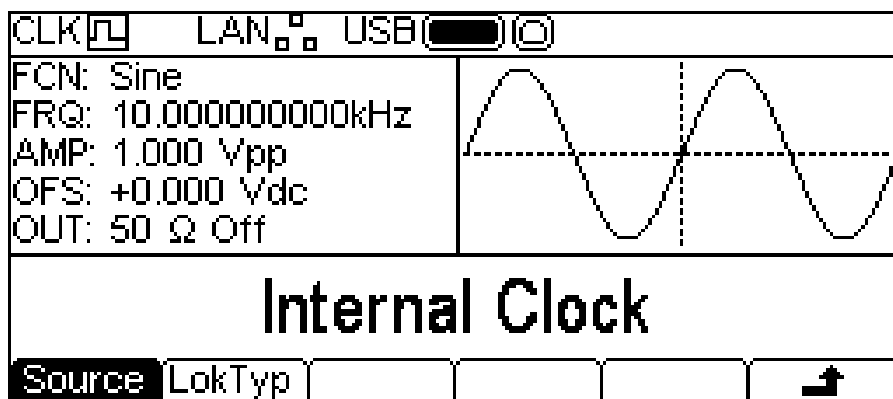 CLK LAN USB
FCN: Sine
FRQ: 10.000000000kHz
AMP: 1.000 Vpp
OFS: +0.000 Vdc
OUT: 50 Ω Off
Internal Clock
Source LokTyp